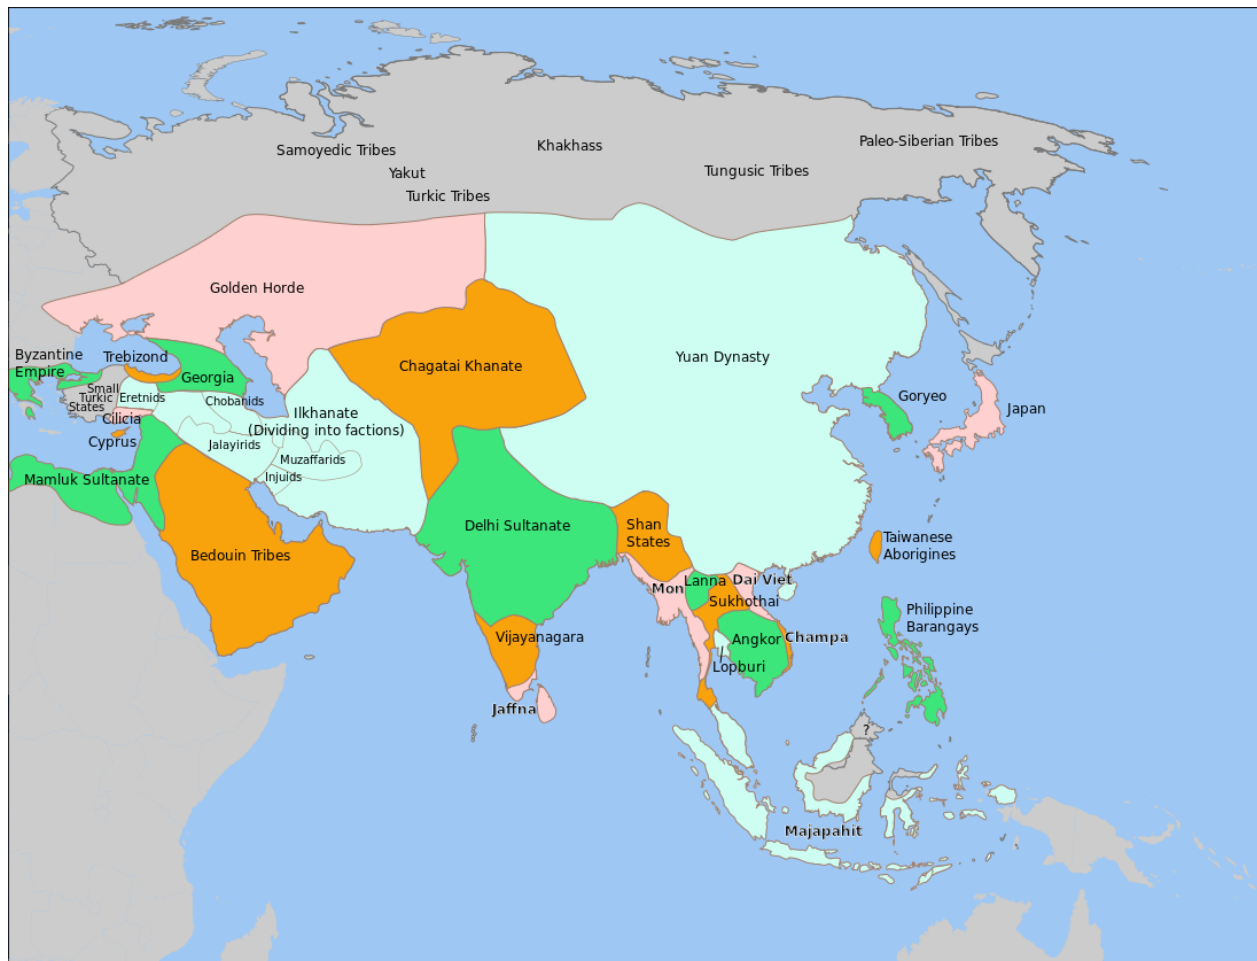 Samoyedic Tribes
Khakhass
Paleo-Siberian Tribes
Yakut
Tungusic Tribes
Turkic Tribes
Golden Horde
Byzantine
Empire
Trebizond
Georgia
Chagatai Khanate
Yuan Dynasty
Small
Turkic
States
Eretnids
Chobanids
Cilicia
Cyprus
Ilkhanate
(Dividing into factions)
Jalayirids
Muzaffarids
Injuids
Goryeo
Japan
Mamluk Sultanate
Bedouin Tribes
Delhi Sultanate
Shan
States
Taiwanese
Aborigines
Mon
Lanna
Dai Viet
Sukhothai
Philippine
Barangays
Vijayanagara
Angkor
Champa
Lopburi
Jaffna
?
Majapahit